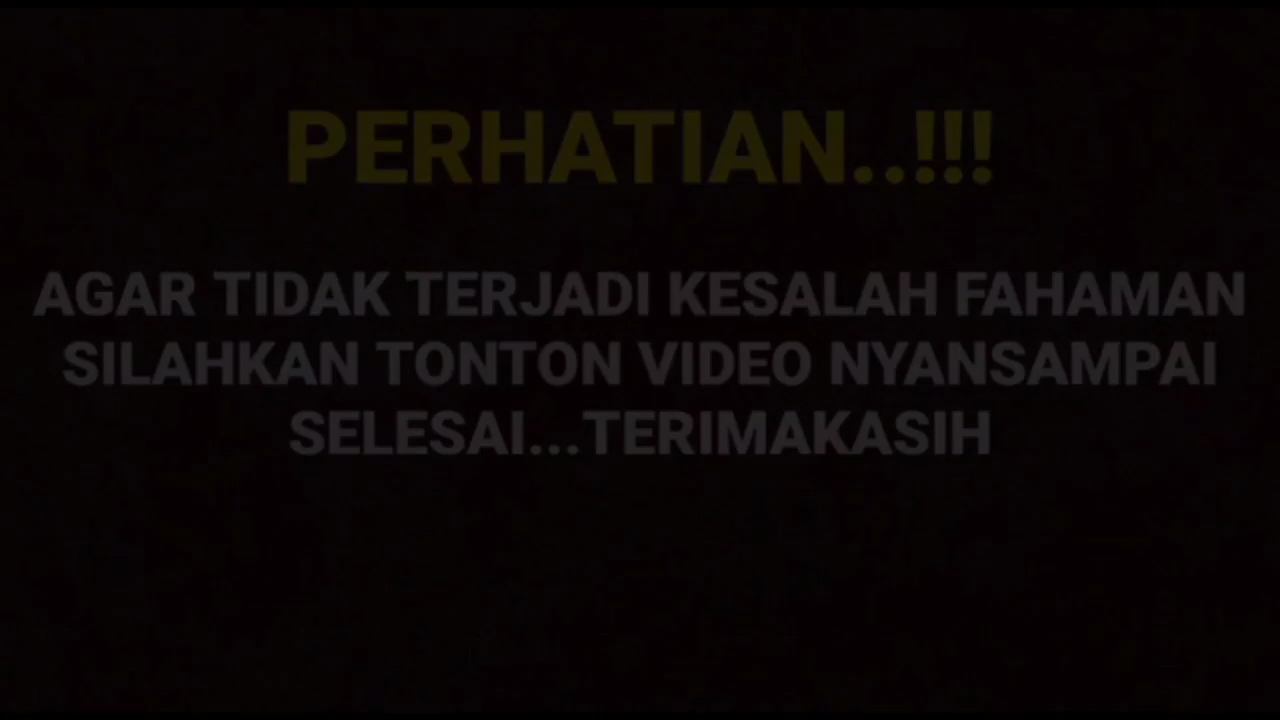 PERHATIAN..!!!
AGAR TIDAK TERJADI KESALAH FAHAMAN
SILAHKAN TONTON VIDEO NYANSAMPAI
SELESAI...TERIMAKASIH